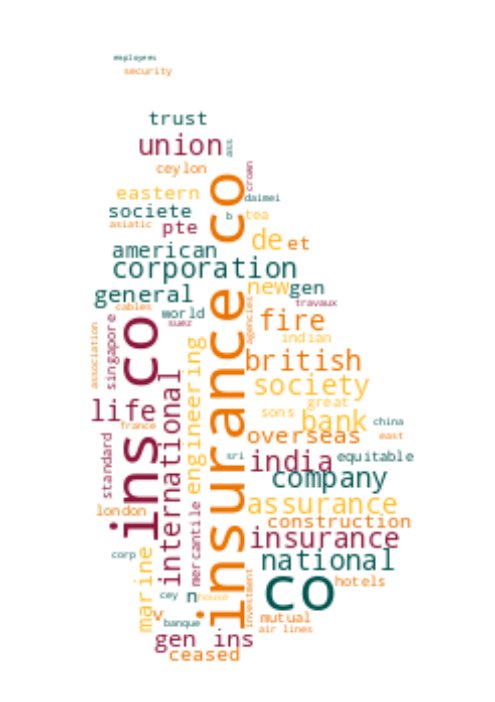 employees
security
trust
union
ass
ceylon
crown
eastern
daimei
societe
b
tea
asiatic
pte
de
et
american
corporation
general
new
gen
cables
world
travaux
suez
fire
agencies
indian
association
singapore
ins co
insurance co
british
engineering
international
society
life
great
sons
bank
china
france
overseas
east
standard
sri
india
equitable
company
london
assurance
mercantile
construction
insurance
corp
national
marine
investment
co
hotels
cey
n
house
v
banque
mutual
air lines
gen ins
ceased